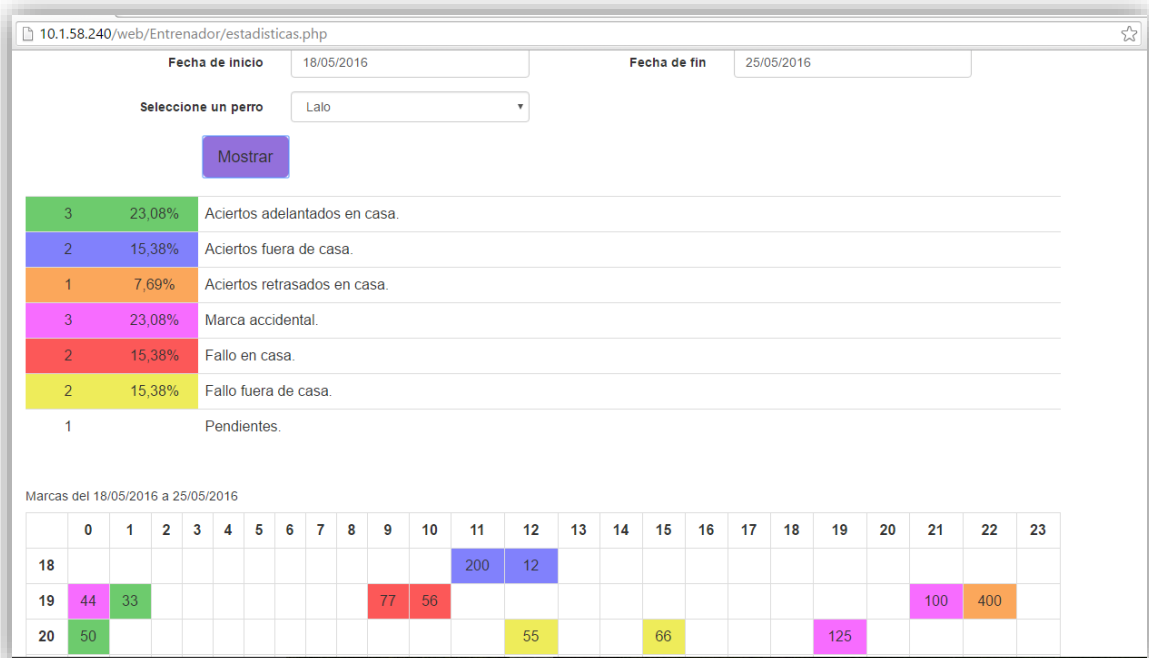 10.1.58.240/web/Entrenador/estadisticas.php
Fecha de inicio 18/05/2016 Fecha de fin 25/05/2016
Seleccione un perro Lalo
Mostrar
3 23,08% Aciertos adelantados en casa.
2 15,38% Aciertos fuera de casa.
1 7,69% Aciertos retrasados en casa.
3 23,08% Marca accidental.
2 15,38% Fallo en casa.
2 15,38% Fallo fuera de casa.
1 Pendientes.
Marcas del 18/05/2016 a 25/05/2016
0 1 2 3 4 5 6 7 8 9 10 11 12 13 14 15 16 17 18 19 20 21 22 23
18 200 12
19 44 33 77 56 100 400
20 50 55 66 125